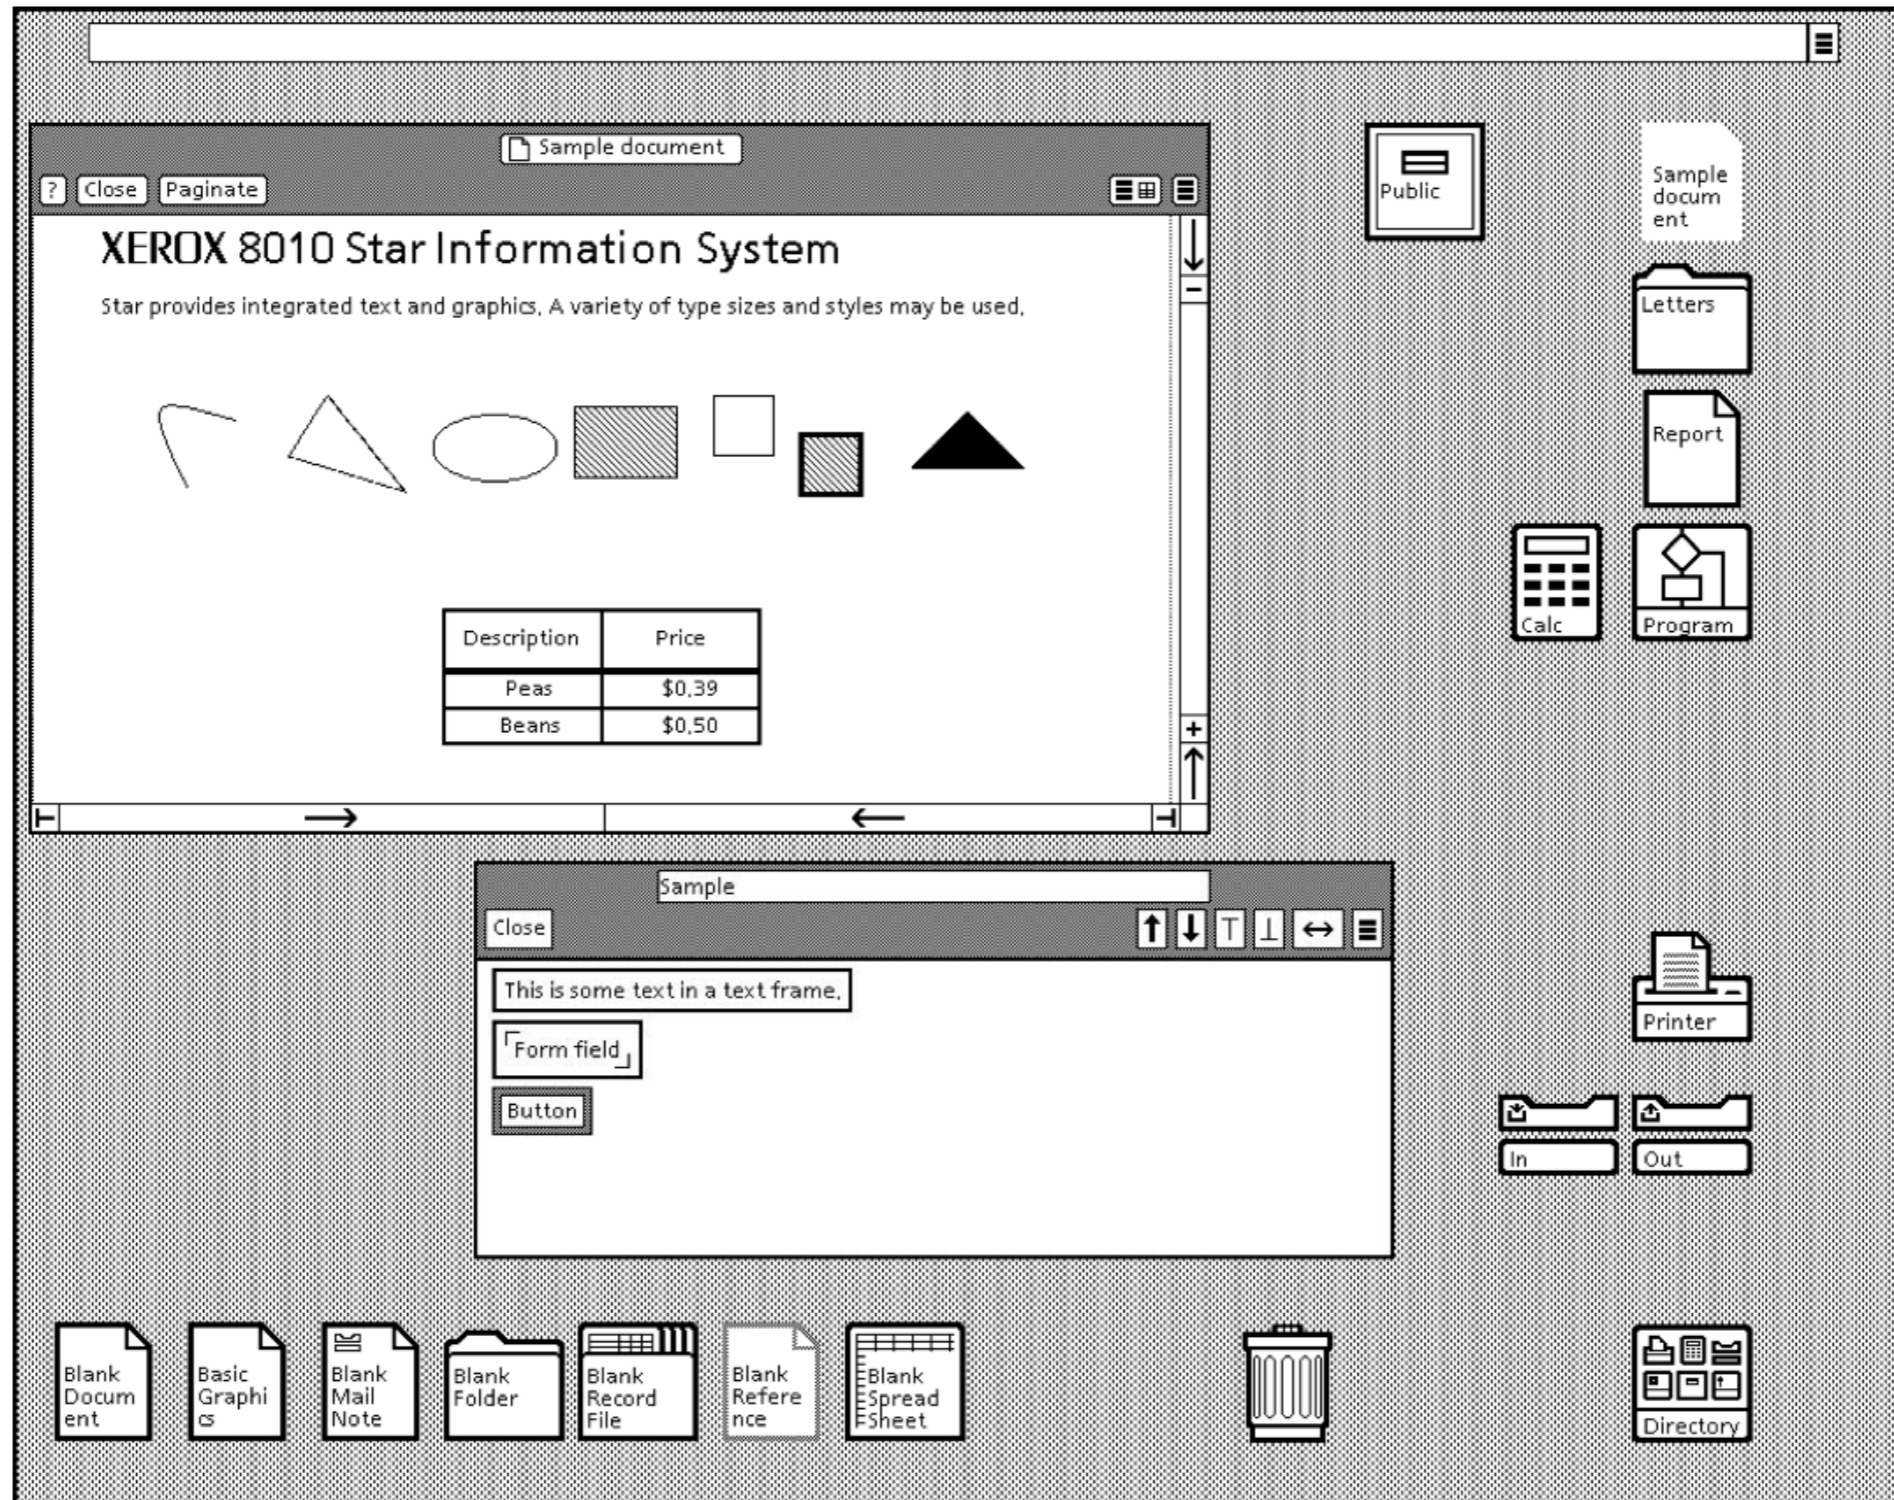 Sample document
? Close Paginate
XEROX 8010 Star Information System
Star provides integrated text and graphics. A variety of type sizes and styles may be used.
Description Price
Peas $0.39
Beans $0.50
Public
Sample
docum
ent
Letters
Report
Calc
Program
Sample
Close
This is some text in a text frame.
Form field
Button
Printer
In
Out
Blank
Docum
ent
Basic
Graphi
cs
Blank
Mail
Note
Blank
Folder
Blank
Record
File
Blank
Refere
nce
Blank
Spread
Sheet
Directory